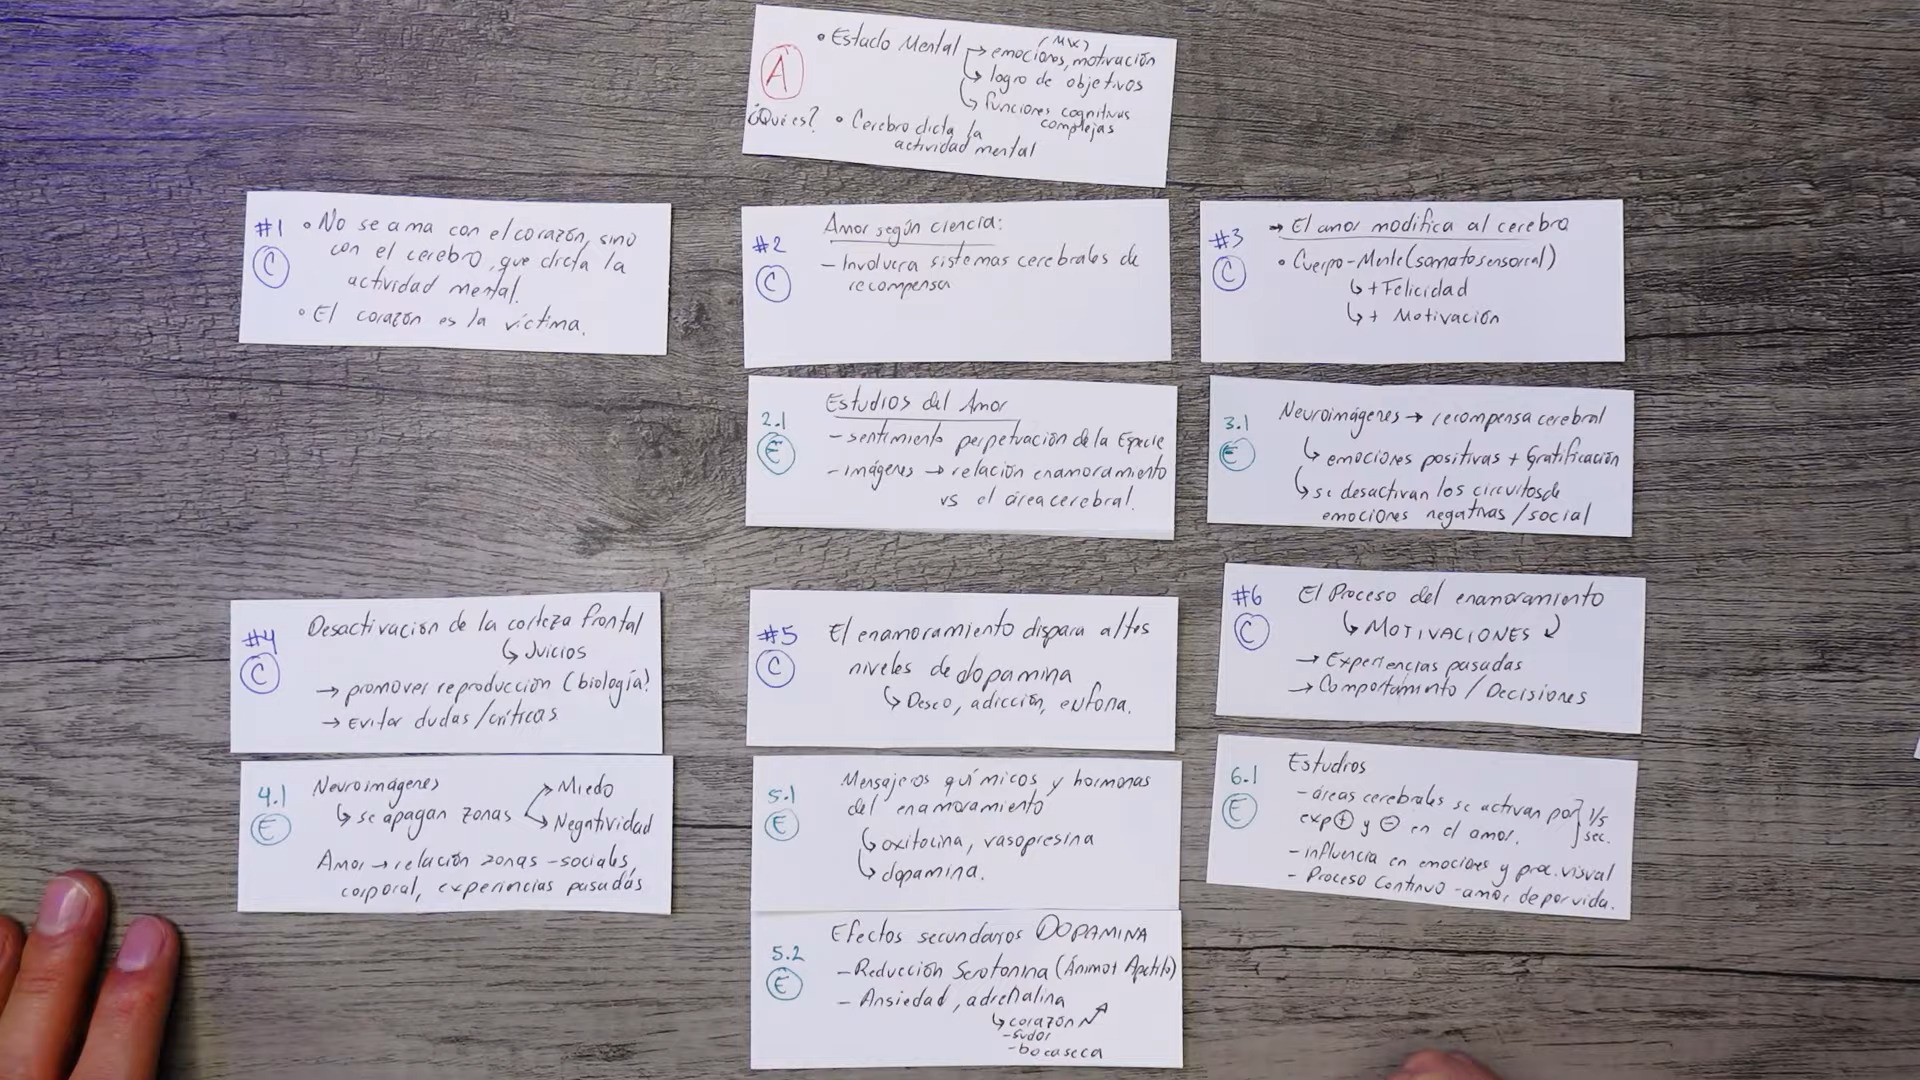 (MX)
• Estado Mental → emociones, motivación
↳ logro de objetivos
↳ funciones cognitivas
complejas
A
¿Qué es?
• Cerebro dicta la
actividad mental
#1
C
• No se ama con el corazón, sino
con el cerebro, que dicta la
actividad mental.
• El corazón es la víctima.
#2
C
Amor según ciencia:
- Involucra sistemas cerebrales de
recompensa
#3
C
→ El amor modifica al cerebro
• Cuerpo-Mente (somatosensorial)
↳ + Felicidad
↳ + Motivación
2.1
E
Estudios del Amor
- sentimiento perpetuación de la Especie
- imágenes → relación enamoramiento
vs el área cerebral.
3.1
E
Neuroimágenes → recompensa cerebral
↳ emociones positivas + Gratificación
↳ se desactivan los circuitos de
emociones negativas / social
#4
C
Desactivación de la corteza frontal
↳ Juicios
→ promover reproducción (biología!
→ Evitar dudas/críticas
#5
C
El enamoramiento dispara altos
niveles de dopamina
↳ Deseo, adicción, euforia.
#6
C
El Proceso del enamoramiento
↳ MOTIVACIONES
→ Experiencias pasadas
→ Comportamiento / Decisiones
4.1
E
Neuroimágenes
↳ se apagan zonas
→ Miedo
→ Negatividad
Amor → relación zonas - sociales,
corporal, experincias pasadas
5.1
E
Mensajeros químicos y hormonas
del enamoramiento
↳ oxitocina, vasopresina
↳ dopamina.
6.1
E
Estudios
- áreas cerebrales se activan por
exp ⊕ y ⊖ en el amor.
1/5
sec.
- influencia en emociones y proc. visual
- Proceso Continuo - amor de por vida.
5.2
E
Efectos secundarios DOPAMINA
- Reducción Serotonina (Ánimo + Apetito)
- Ansiedad, adrenalina
↳ corazón
- sudor
- boca seca